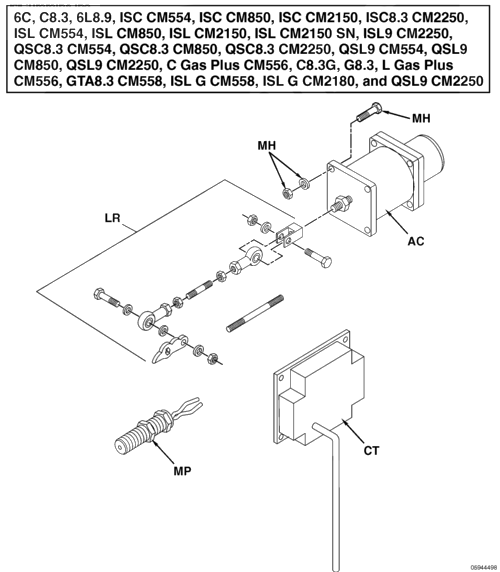 6C, C8.3, 6L8.9, ISC CM554, ISC CM850, ISC CM2150, ISC8.3 CM2250,
ISL CM554, ISL CM850, ISL CM2150, ISL CM2150 SN, ISL9 CM2250,
QSC8.3 CM554, QSC8.3 CM850, QSC8.3 CM2250, QSL9 CM554, QSL9
CM850, QSL9 CM2250, C Gas Plus CM556, C8.3G, G8.3, L Gas Plus
CM556, GTA8.3 CM558, ISL G CM558, ISL G CM2180, and QSL9 CM2250
MH
MH
LR
AC
CT
MP
08944498